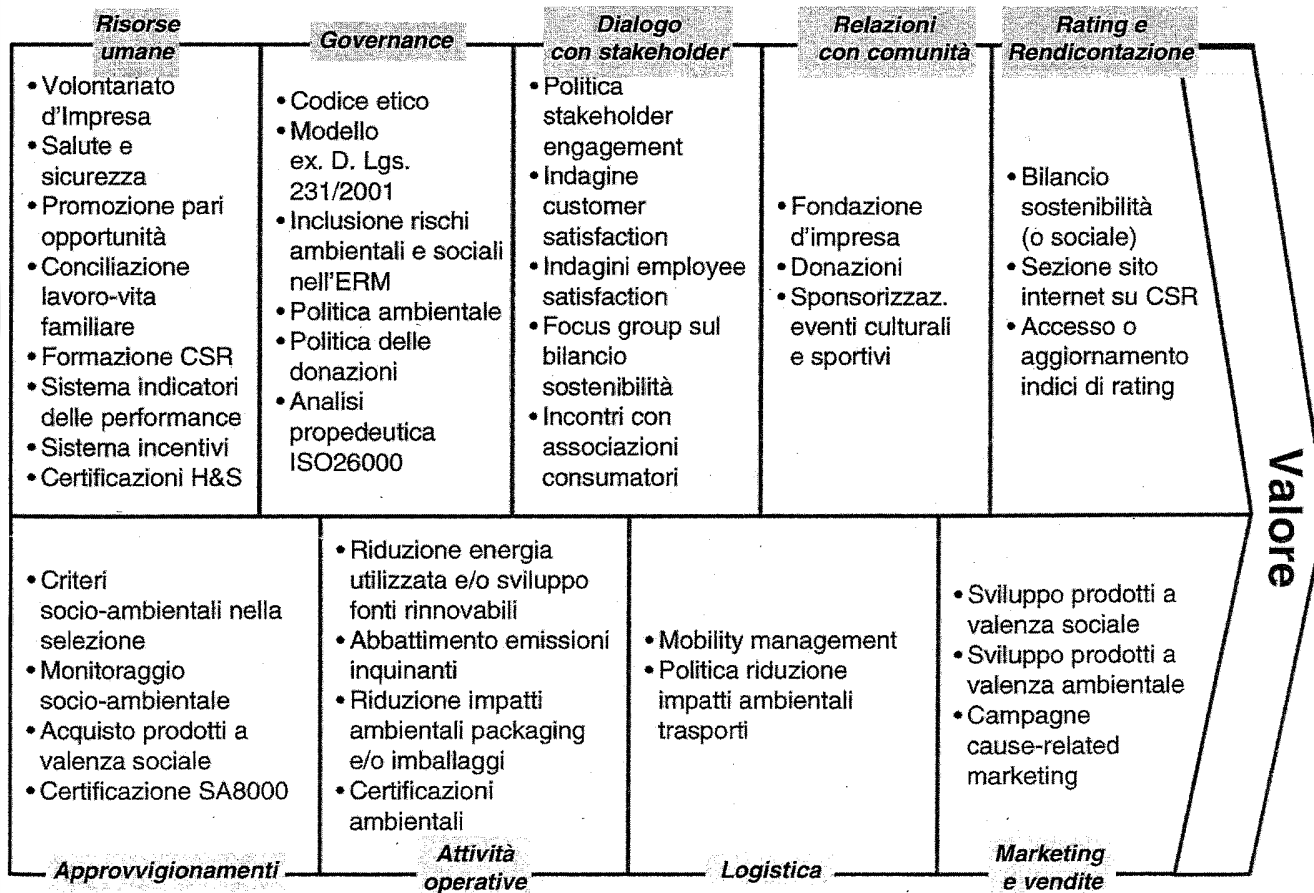 Risorse
umane
Governance
Dialogo
con stakeholder
Relazioni
con comunità
Rating e
Rendicontazione
• Volontariato
d'Impresa
• Salute e
sicurezza
• Promozione pari
opportunità
• Conciliazione
lavoro-vita
familiare
• Formazione CSR
• Sistema indicatori
delle performance
• Sistema incentivi
• Certificazioni H&S
• Codice etico
• Modello
ex. D. Lgs.
231/2001
• Inclusione rischi
ambientali e sociali
nell'ERM
• Politica ambientale
• Politica delle
donazioni
• Analisi
propedeutica
ISO26000
• Politica
stakeholder
engagement
• Indagine
customer
satisfaction
• Indagini employee
satisfaction
• Focus group sul
bilancio
sostenibilità
• Incontri con
associazioni
consumatori
• Fondazione
d'impresa
• Donazioni
• Sponsorizzaz.
eventi culturali
e sportivi
• Bilancio
sostenibilità
(o sociale)
• Sezione sito
internet su CSR
• Accesso o
aggiornamento
indici di rating
Valore
• Criteri
socio-ambientali nella
selezione
• Monitoraggio
socio-ambientale
• Acquisto prodotti a
valenza sociale
• Certificazione SA8000
• Riduzione energia
utilizzata e/o sviluppo
fonti rinnovabili
• Abbattimento emissioni
inquinanti
• Riduzione impatti
ambientali packaging
e/o imballaggi
• Certificazioni
ambientali
• Mobility management
• Politica riduzione
impatti ambientali
trasporti
• Sviluppo prodotti a
valenza sociale
• Sviluppo prodotti a
valenza ambientale
• Campagne
cause-related
marketing
Approvvigionamenti
Attività
operative
Logistica
Marketing
e vendite